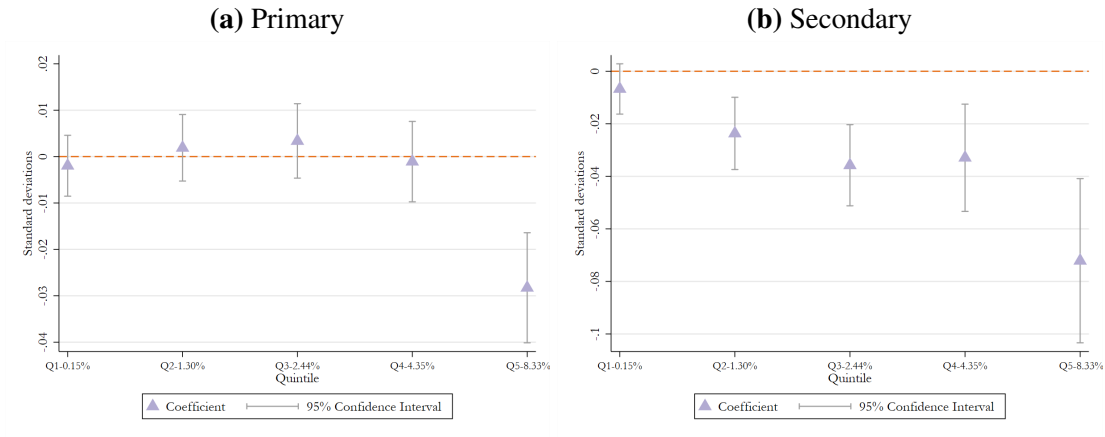 (a) Primary
.02
.01
0
-.01
-.02
-.03
-.04
Standard deviations
Q1-0.15% Q2-1.30% Q3-2.44% Q4-4.35% Q5-8.33%
Quintile
Coefficient 95% Confidence Interval
(b) Secondary
0
-.02
-.04
-.06
-.08
-.1
Standard deviations
Q1-0.15% Q2-1.30% Q3-2.44% Q4-4.35% Q5-8.33%
Quintile
Coefficient 95% Confidence Interval